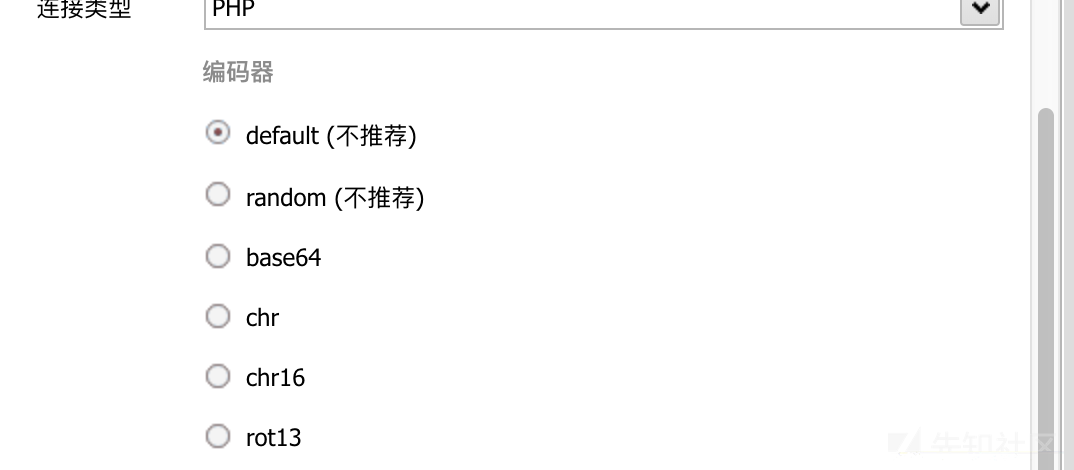 连接类型 PHP
编码器
default (不推荐)
random (不推荐)
base64
chr
chr16
rot13
先知社区